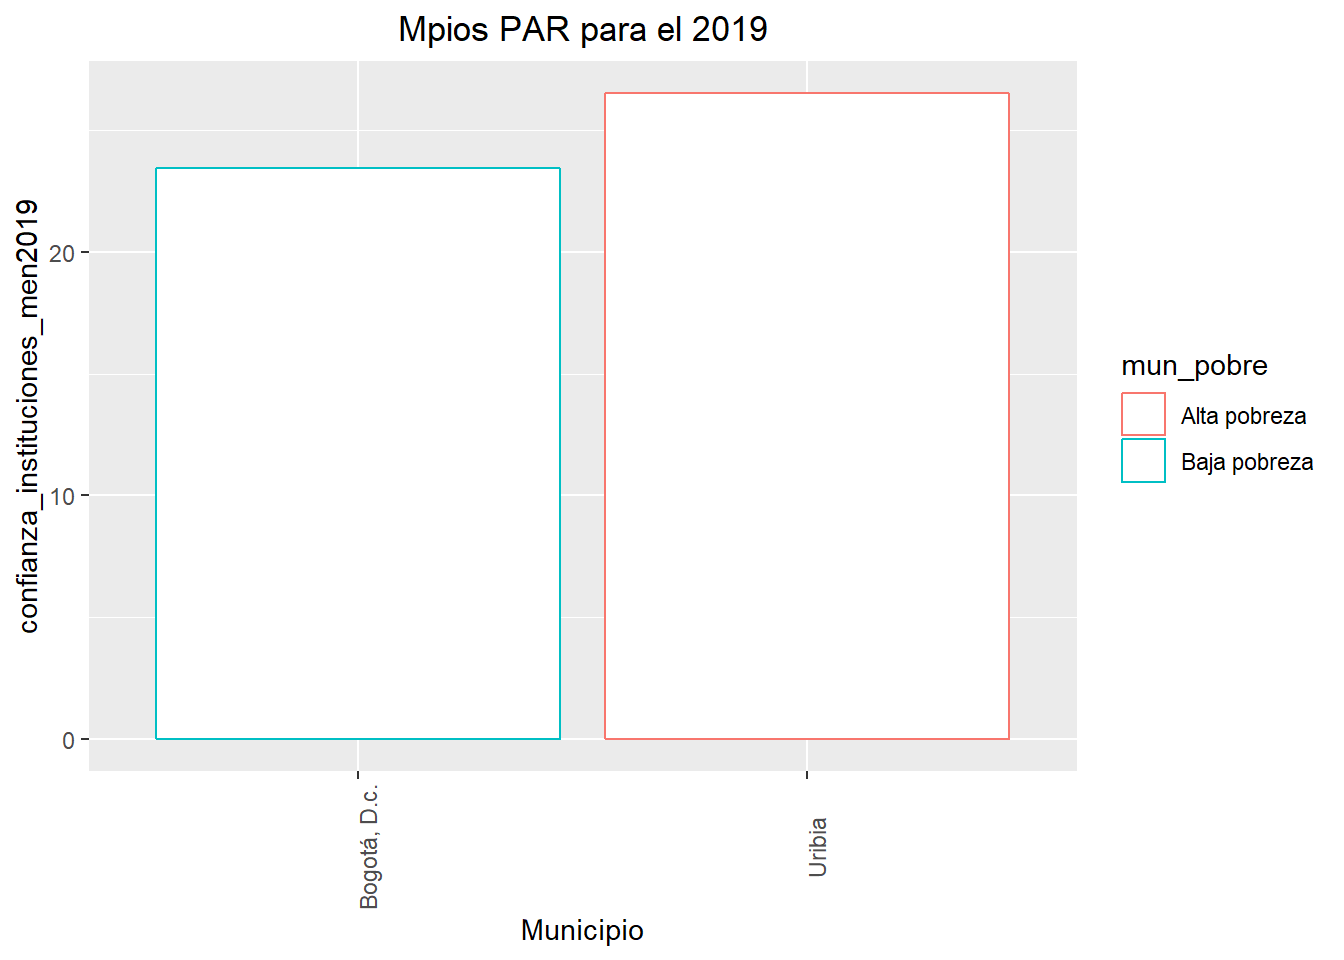 Mpios PAR para el 2019
confianza_instituciones_men2019
20
10
0
Bogotá, D.c.
Uribia
Municipio
mun_pobre
Alta pobreza
Baja pobreza